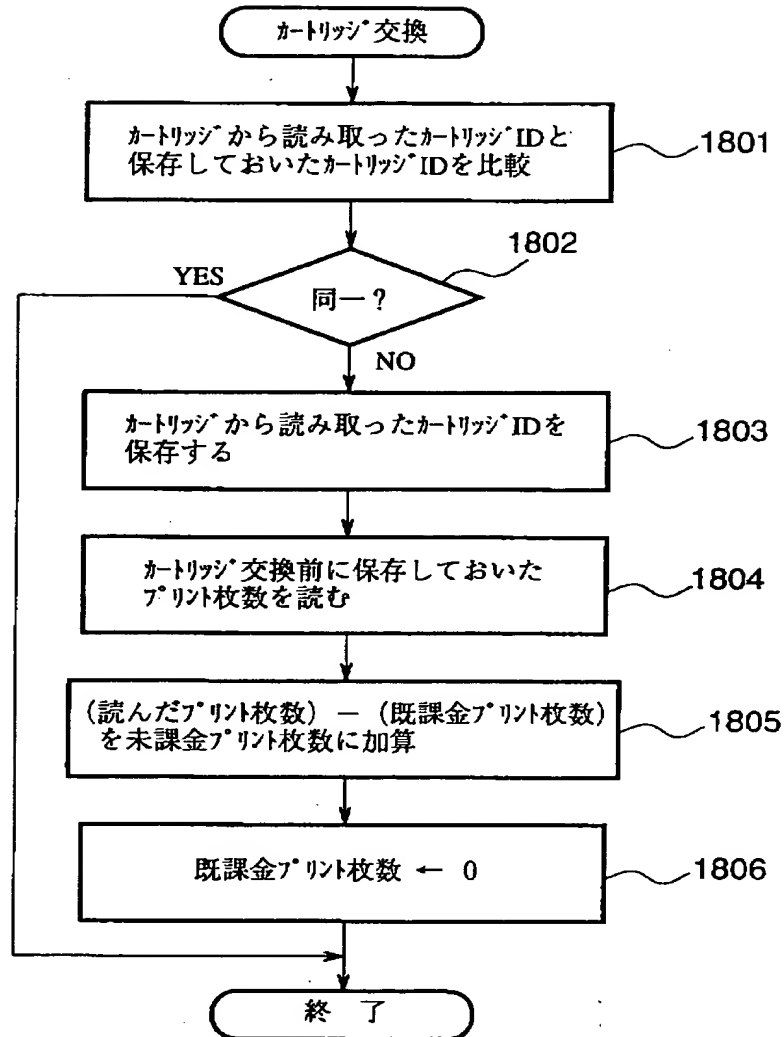 ｶｰﾄﾘｯｼﾞ交換
ｶｰﾄﾘｯｼﾞから読み取ったｶｰﾄﾘｯｼﾞIDと
保存しておいたｶｰﾄﾘｯｼﾞIDを比較
1801
1802
YES
同一？
NO
ｶｰﾄﾘｯｼﾞから読み取ったｶｰﾄﾘｯｼﾞIDを
保存する
1803
ｶｰﾄﾘｯｼﾞ交換前に保存しておいた
ﾌﾟﾘﾝﾄ枚数を読む
1804
（読んだﾌﾟﾘﾝﾄ枚数）－（既課金ﾌﾟﾘﾝﾄ枚数）
を未課金ﾌﾟﾘﾝﾄ枚数に加算
1805
既課金ﾌﾟﾘﾝﾄ枚数 ← 0
1806
終 了